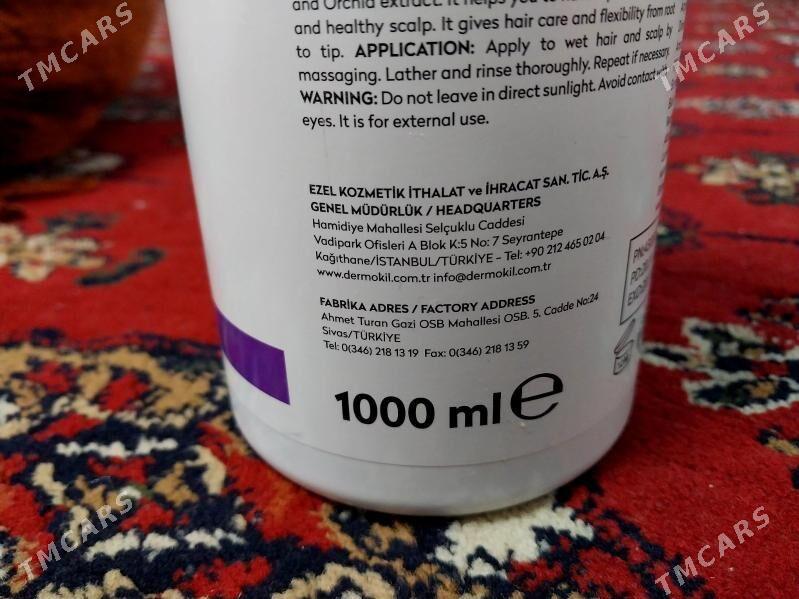 and Orchid extract. It helps you to
and healthy scalp. It gives hair care and flexibility from root
to tip. APPLICATION: Apply to wet hair and scalp by
massaging. Lather and rinse thoroughly. Repeat if necessary.
WARNING: Do not leave in direct sunlight. Avoid contact with
eyes. It is for external use.
EZEL KOZMETİK İTHALAT ve İHRACAT SAN. TİC. A.Ş.
GENEL MÜDÜRLÜK / HEADQUARTERS
Hamidiye Mahallesi Selçuklu Caddesi
Vadipark Ofisleri A Blok K:5 No: 7 Seyrantepe
Kağıthane/İSTANBUL/TÜRKİYE - Tel: +90 212 465 02 04
www.dermokil.com.tr info@dermokil.com.tr
FABRİKA ADRES / FACTORY ADDRESS
Ahmet Turan Gazi OSB Mahallesi OSB. 5. Cadde No:24
Sivas/TÜRKİYE
Tel: 0(346) 218 13 19 Fax: 0(346) 218 13 59
1000 ml e
TMCARS
TMCARS
TMCARS
TMCARS